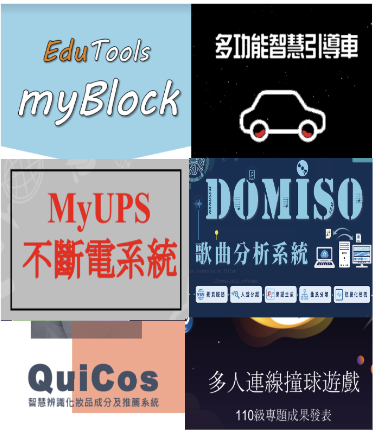 EduTools
myBlock
多功能智慧引導車
MyUPS
不斷電系統
DOMISO
歌曲分析系統
QuiCos
智慧辨識化妝品成分及推薦系統
多人連線撞球遊戲
110級專題成果發表